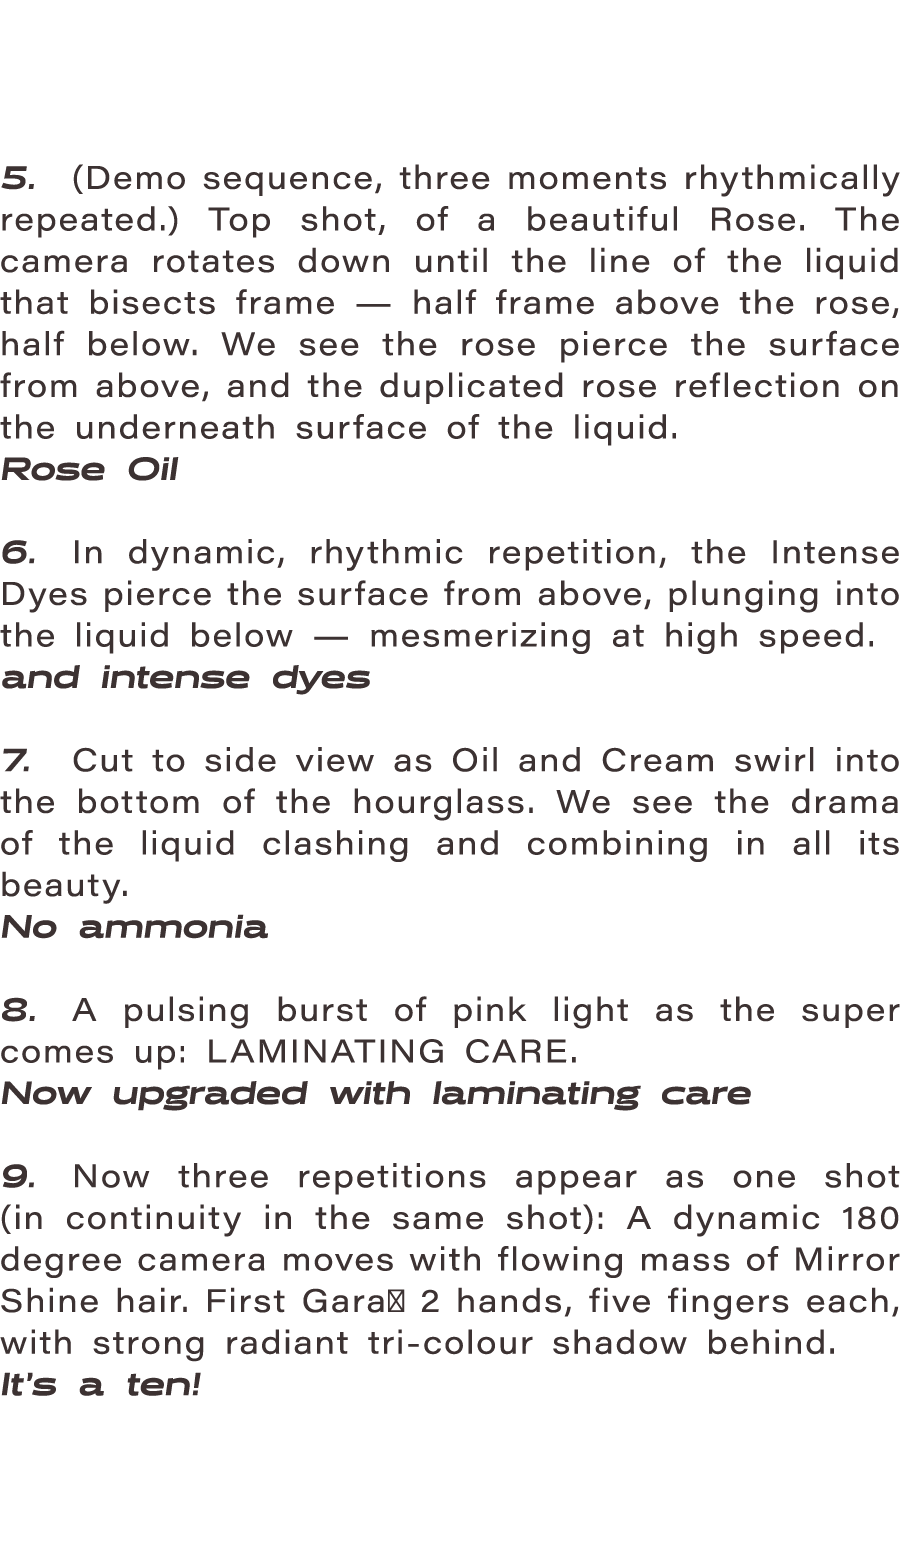 5. (Demo sequence, three moments rhythmically
repeated.) Top shot, of a beautiful Rose. The
camera rotates down until the line of the liquid
that bisects frame — half frame above the rose,
half below. We see the rose pierce the surface
from above, and the duplicated rose reflection on
the underneath surface of the liquid.
Rose Oil
6. In dynamic, rhythmic repetition, the Intense
Dyes pierce the surface from above, plunging into
the liquid below — mesmerizing at high speed.
and intense dyes
7. Cut to side view as Oil and Cream swirl into
the bottom of the hourglass. We see the drama
of the liquid clashing and combining in all its
beauty.
No ammonia
8. A pulsing burst of pink light as the super
comes up: LAMINATING CARE.
Now upgraded with laminating care
9. Now three repetitions appear as one shot
(in continuity in the same shot): A dynamic 180
degree camera moves with flowing mass of Mirror
Shine hair. First Gara▯ 2 hands, five fingers each,
with strong radiant tri-colour shadow behind.
It's a ten!